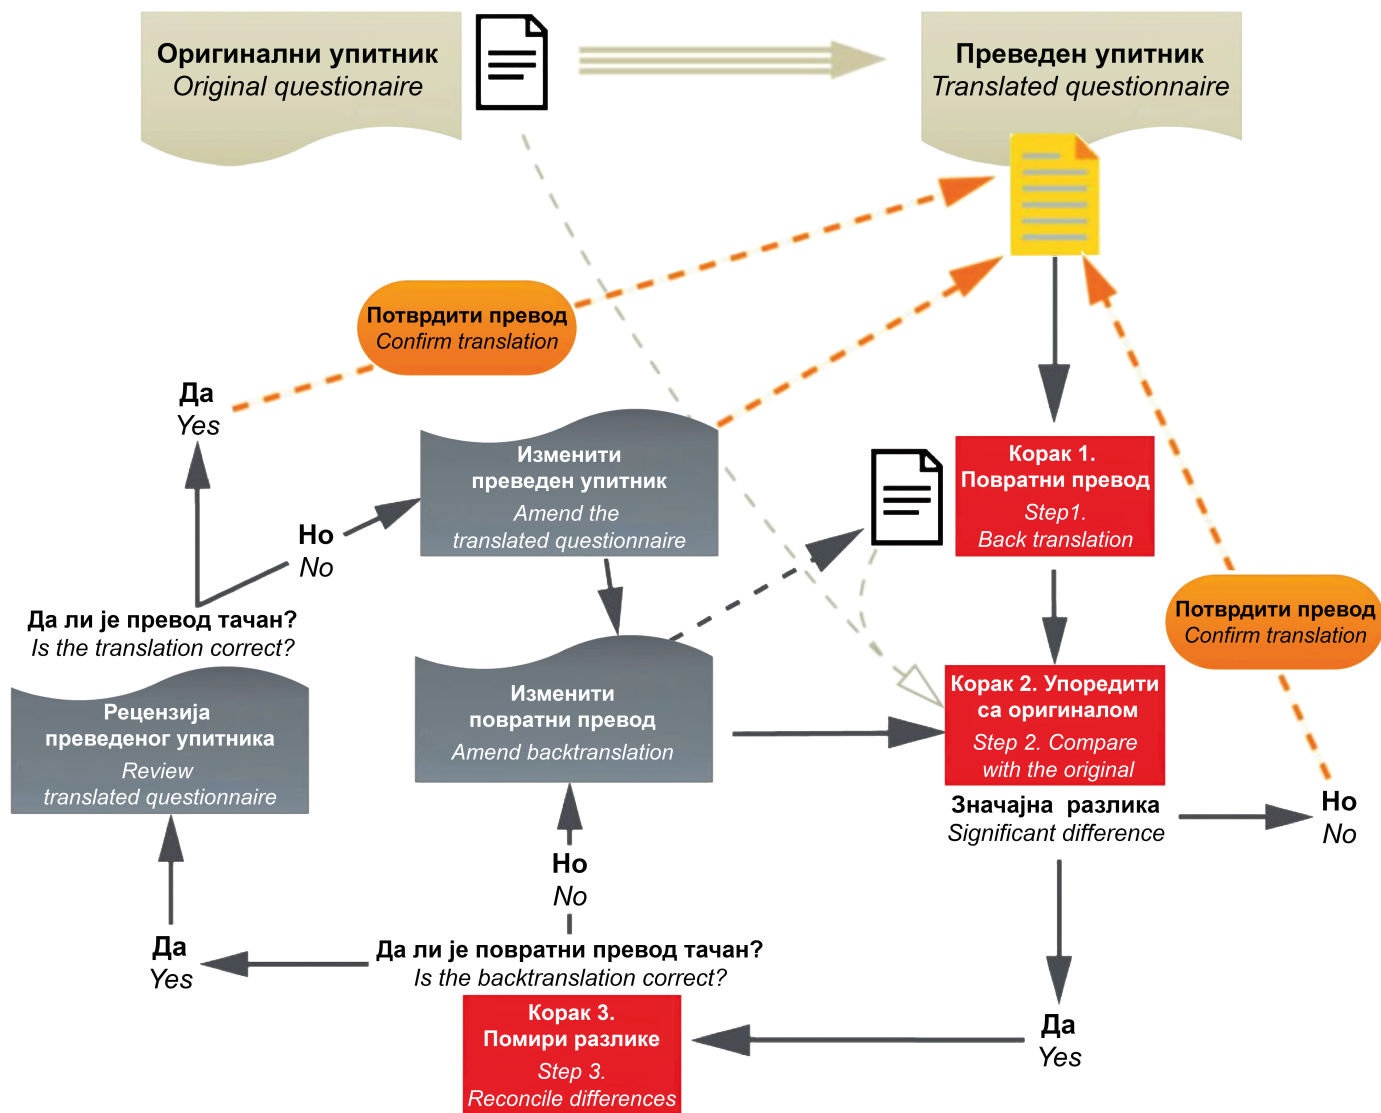 Оригинални упитник
Original questionaire
Преведен упитник
Translated questionnaire
Потврдити превод
Confirm translation
Да
Yes
Изменити
преведен упитник
Amend the
translated questionnaire
Корак 1.
Повратни превод
Step1.
Back translation
Но
No
Да ли је превод тачан?
Is the translation correct?
Потврдити превод
Confirm translation
Рецензија
преведеног упитника
Review
translated questionnaire
Изменити
повратни превод
Amend backtranslation
Корак 2. Упоредити
са оригиналом
Step 2. Compare
with the original
Значајна разлика
Significant difference
Но
No
Но
No
Да
Yes
Да ли је повратни превод тачан?
Is the backtranslation correct?
Корак 3.
Помири разлике
Step 3.
Reconcile differences
Да
Yes